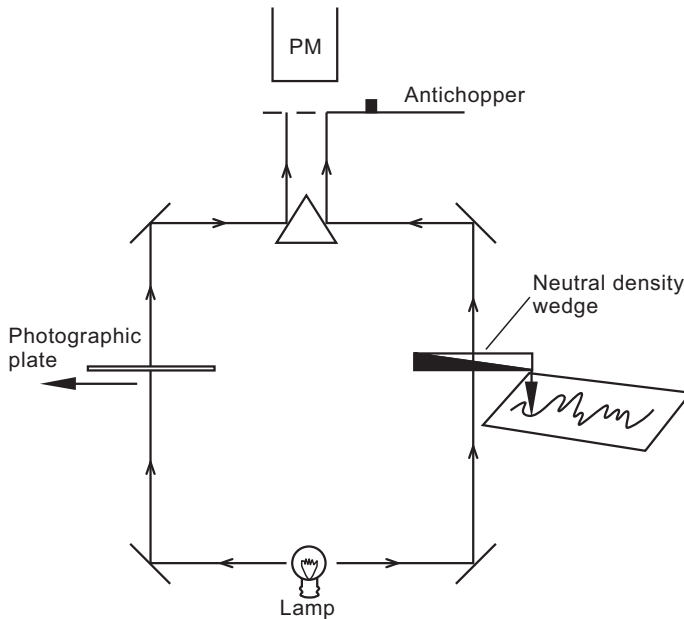 PM
Antichopper
Neutral density
wedge
Photographic
plate
Lamp